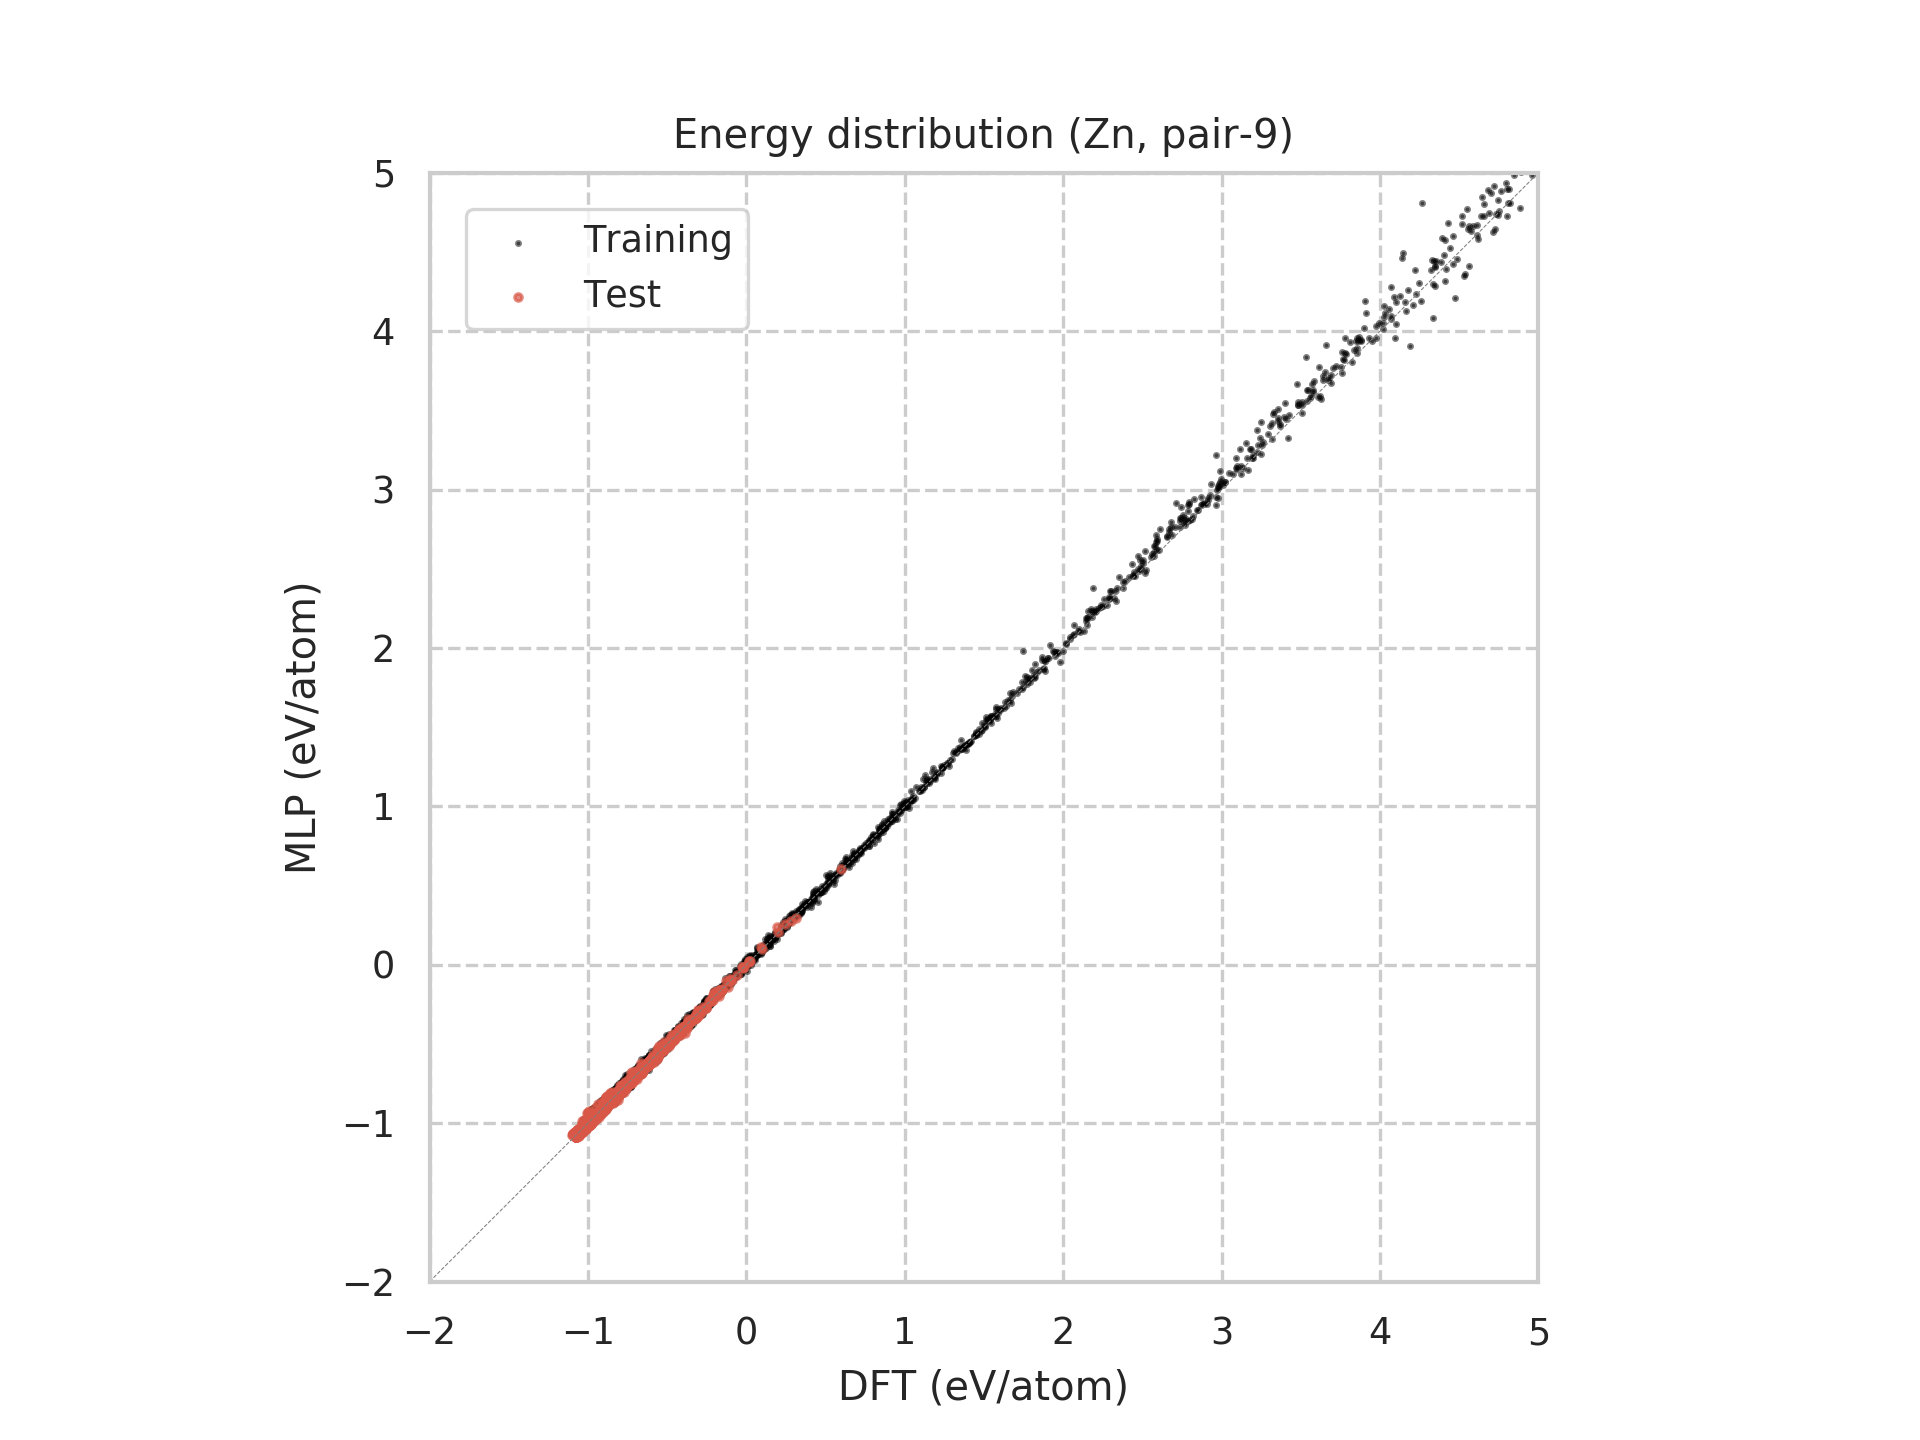 Energy distribution (Zn, pair-9)
5
Training
Test
4
3
2
1
0
−1
−2
MLP (eV/atom)
−2 −1 0 1 2 3 4 5
DFT (eV/atom)